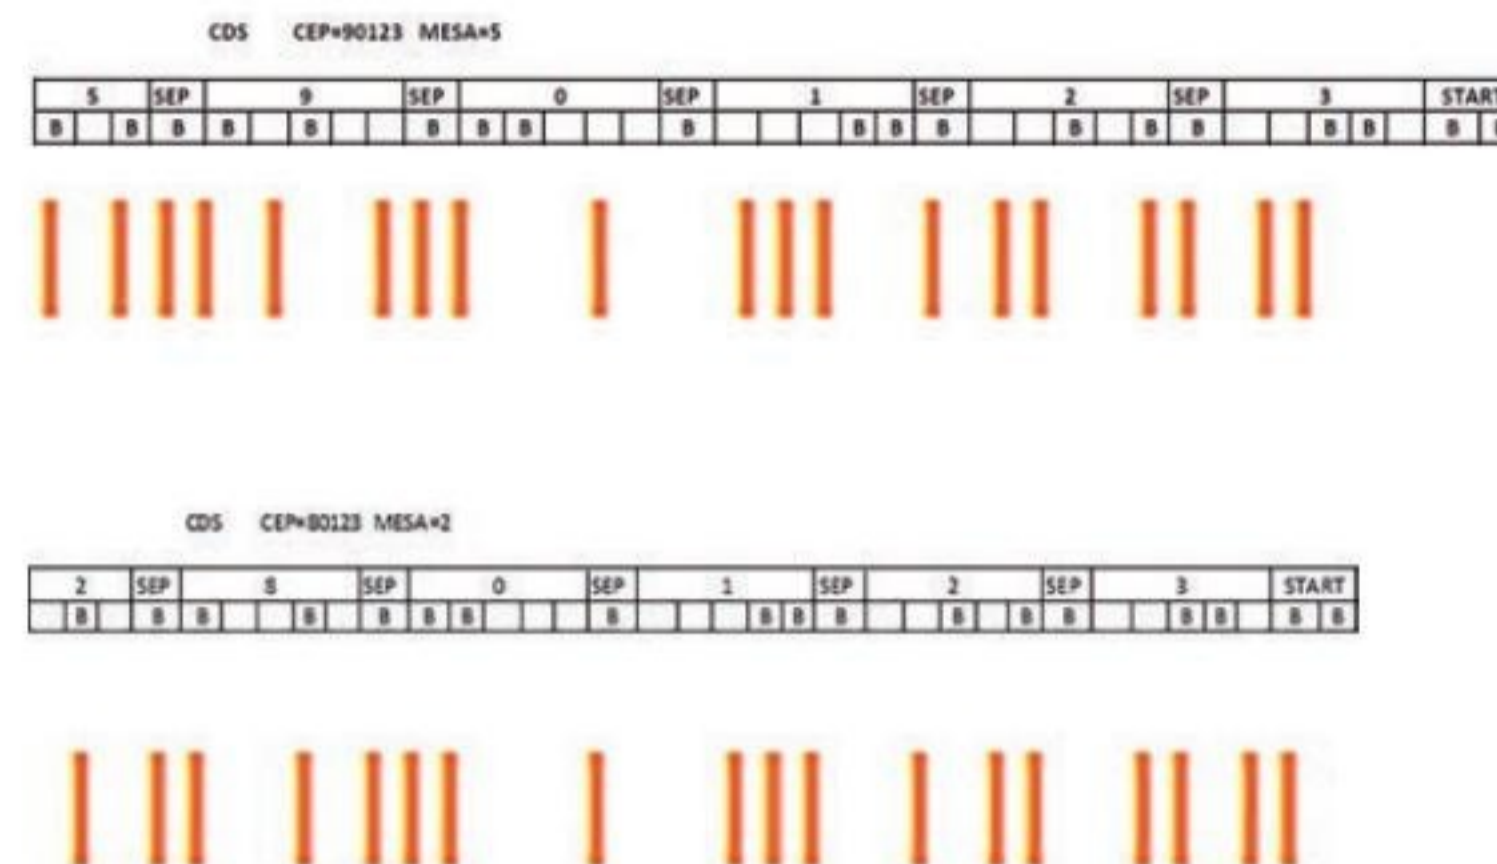 CDS CEP=90123 MESA=5
5 SEP 9 SEP 0 SEP 1 SEP 2 SEP 3 START
B B B B B B B B B B B B B B B B B B
CDS CEP=80123 MESA=2
2 SEP 8 SEP 0 SEP 1 SEP 2 SEP 3 START
B B B B B B B B B B B B B B B B B B